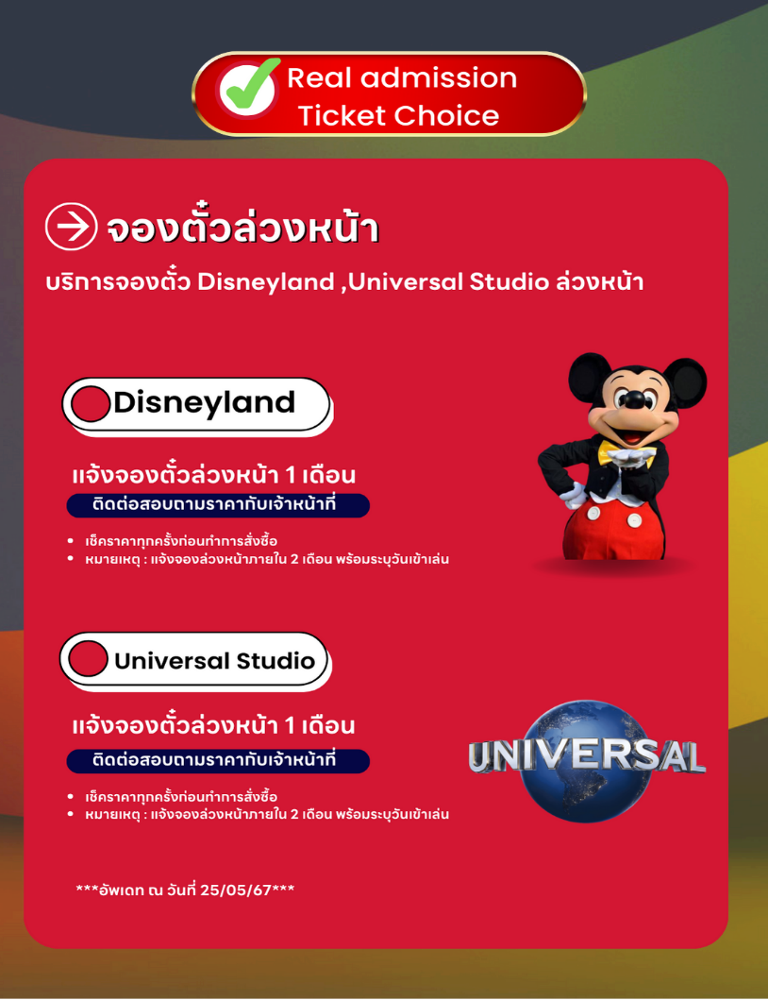 Real admission
Ticket Choice
จองตั๋วล่วงหน้า
บริการจองตั๋ว Disneyland ,Universal Studio ล่วงหน้า
Disneyland
แจ้งจองตั๋วล่วงหน้า 1 เดือน
ติดต่อสอบถามราคากับเจ้าหน้าที่
• เช็คราคาทุกครั้งก่อนทำการสั่งซื้อ
• หมายเหตุ : แจ้งจองล่วงหน้าภายใน 2 เดือน พร้อมระบุวันเข้าเล่น
Universal Studio
แจ้งจองตั๋วล่วงหน้า 1 เดือน
ติดต่อสอบถามราคากับเจ้าหน้าที่
UNIVERSAL
• เช็คราคาทุกครั้งก่อนทำการสั่งซื้อ
• หมายเหตุ : แจ้งจองล่วงหน้าภายใน 2 เดือน พร้อมระบุวันเข้าเล่น
***อัพเดท ณ วันที่ 25/05/67***